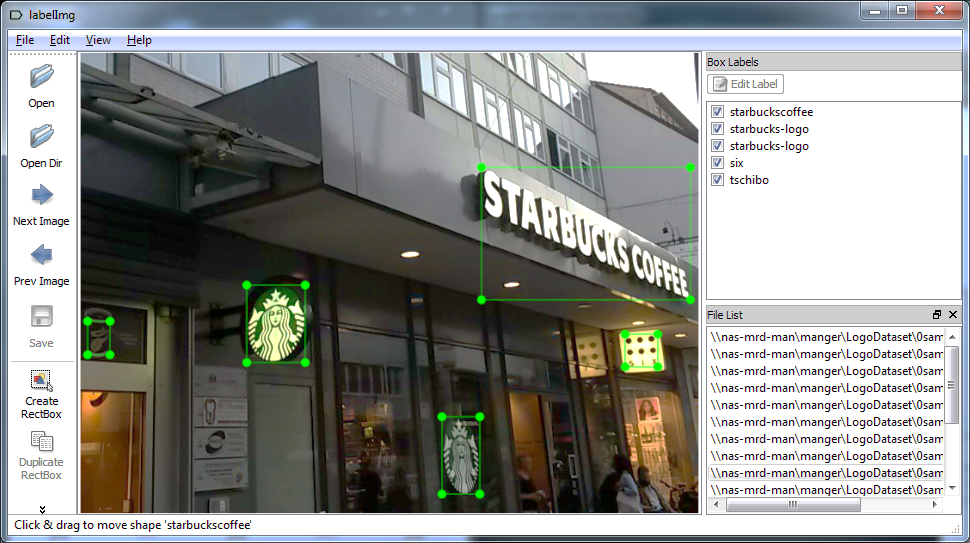 labelImg
File Edit View Help
Open
Open Dir
Next Image
Prev Image
Save
Create
RectBox
Duplicate
RectBox
STARBUCKS COFFEE
Box Labels
Edit Label
starbuckscoffee
starbucks-logo
starbucks-logo
six
tschibo
File List
\\nas-mrd-man\manger\LogoDataset\0sam
\\nas-mrd-man\manger\LogoDataset\0sam
\\nas-mrd-man\manger\LogoDataset\0sam
\\nas-mrd-man\manger\LogoDataset\0sam
\\nas-mrd-man\manger\LogoDataset\0sam
\\nas-mrd-man\manger\LogoDataset\0sam
\\nas-mrd-man\manger\LogoDataset\0sam
\\nas-mrd-man\manger\LogoDataset\0sam
\\nas-mrd-man\manger\LogoDataset\0sam
\\nas-mrd-man\manger\LogoDataset\0sam
Click & drag to move shape 'starbuckscoffee'